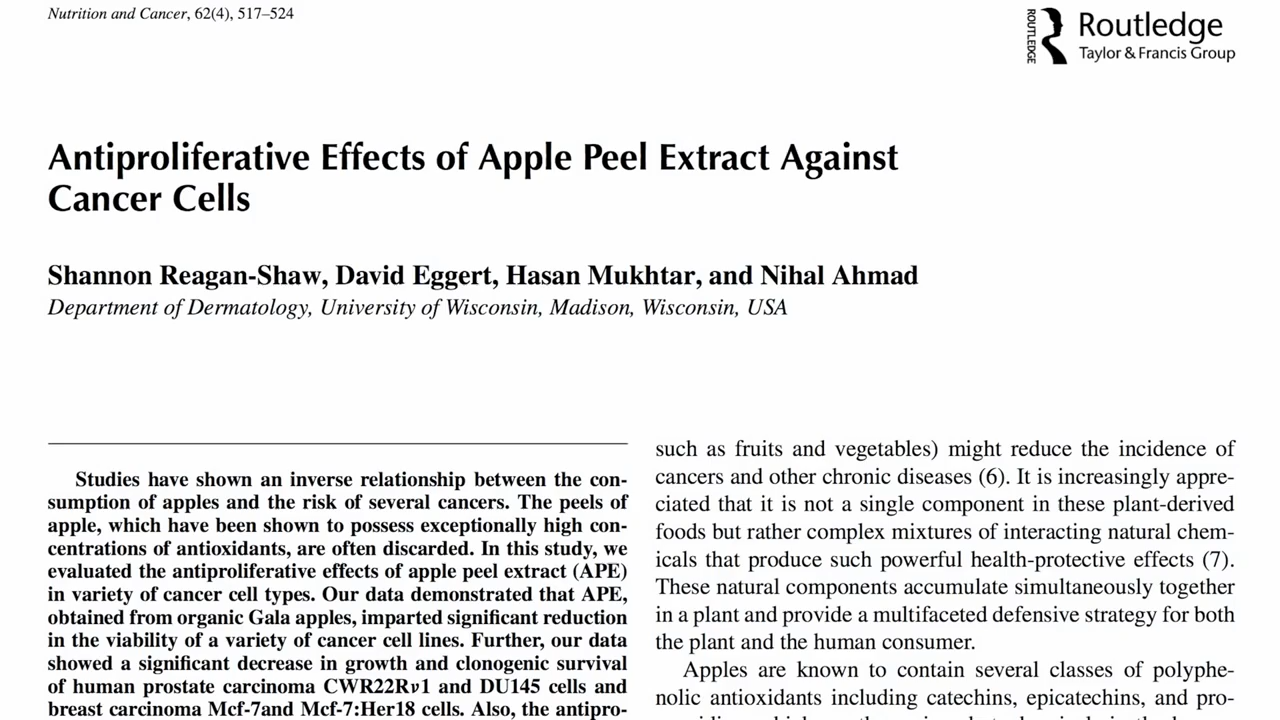 Nutrition and Cancer, 62(4), 517–524
ROUTLEDGE
Routledge
Taylor & Francis Group
Antiproliferative Effects of Apple Peel Extract Against
Cancer Cells
Shannon Reagan-Shaw, David Eggert, Hasan Mukhtar, and Nihal Ahmad
Department of Dermatology, University of Wisconsin, Madison, Wisconsin, USA
Studies have shown an inverse relationship between the con-
sumption of apples and the risk of several cancers. The peels of
apple, which have been shown to possess exceptionally high con-
centrations of antioxidants, are often discarded. In this study, we
evaluated the antiproliferative effects of apple peel extract (APE)
in variety of cancer cell types. Our data demonstrated that APE,
obtained from organic Gala apples, imparted significant reduction
in the viability of a variety of cancer cell lines. Further, our data
showed a significant decrease in growth and clonogenic survival
of human prostate carcinoma CWR22Rν1 and DU145 cells and
breast carcinoma Mcf-7and Mcf-7:Her18 cells. Also, the antipro-
such as fruits and vegetables) might reduce the incidence of
cancers and other chronic diseases (6). It is increasingly appre-
ciated that it is not a single component in these plant-derived
foods but rather complex mixtures of interacting natural chem-
icals that produce such powerful health-protective effects (7).
These natural components accumulate simultaneously together
in a plant and provide a multifaceted defensive strategy for both
the plant and the human consumer.
Apples are known to contain several classes of polyphe-
nolic antioxidants including catechins, epicatechins, and pro-